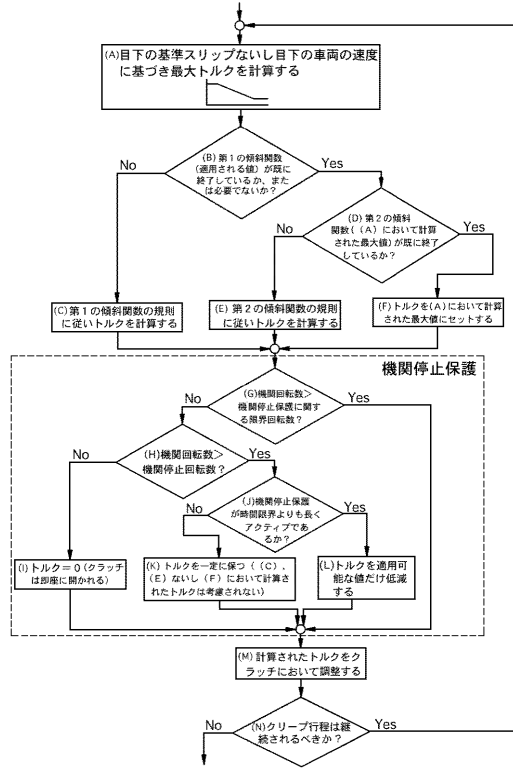 (A)目下の基準スリップないし目下の車両の速度
に基づき最大トルクを計算する
(B)第1の傾斜関数
(適用される値)が既に
終了しているか、また
は必要でないか?
No
Yes
(D)第2の傾斜
関数((A)において計算
された最大値)が既に終了
しているか?
No
Yes
(C)第1の傾斜関数の規則
に従いトルクを計算する
(E)第2の傾斜関数の規則
に従いトルクを計算する
(F)トルクを(A)において計算
された最大値にセットする
機関停止保護
(G)機関回転数>
機関停止保護に関す
る限界回転数?
No
Yes
(H)機関回転数>
機関停止回転数?
No
Yes
(J)機関停止保護
が時間限界よりも長く
アクティブであ
るか?
No
Yes
(I)トルク=0(クラッチ
は即座に開かれる)
(K)トルクを一定に保つ((C)、
(E)ないし(F)において計算さ
れたトルクは考慮されない)
(L)トルクを適用可
能な値だけ低減
する
(M)計算されたトルクをク
ラッチにおいて調整する
(N)クリープ行程は継
続されるべきか?
No
Yes